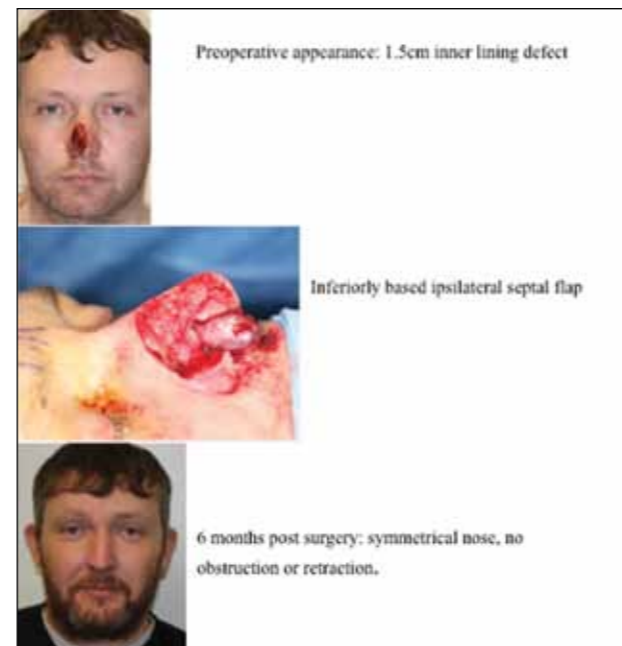 Preoperative appearance: 1.5cm inner lining defect
Inferiorly based ipsilateral septal flap
6 months post surgery: symmetrical nose, no
obstruction or retraction.